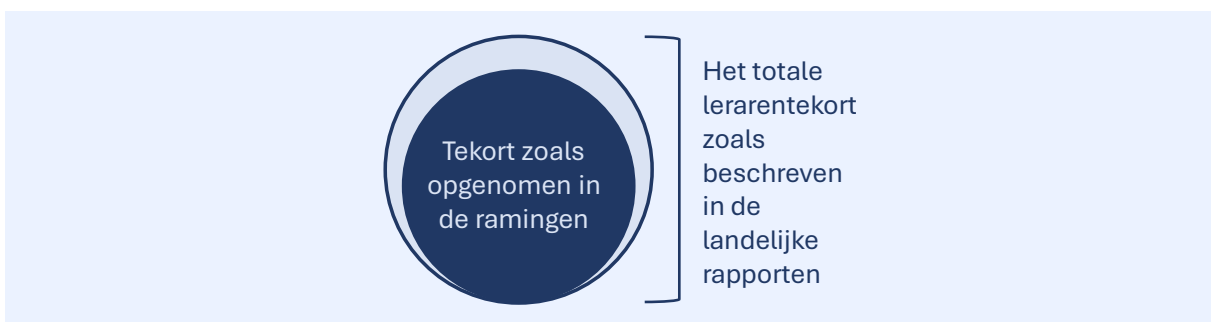 Tekort zoals
opgenomen in
de ramingen
Het totale
lerarentekort
zoals
beschreven
in de
landelijke
rapporten